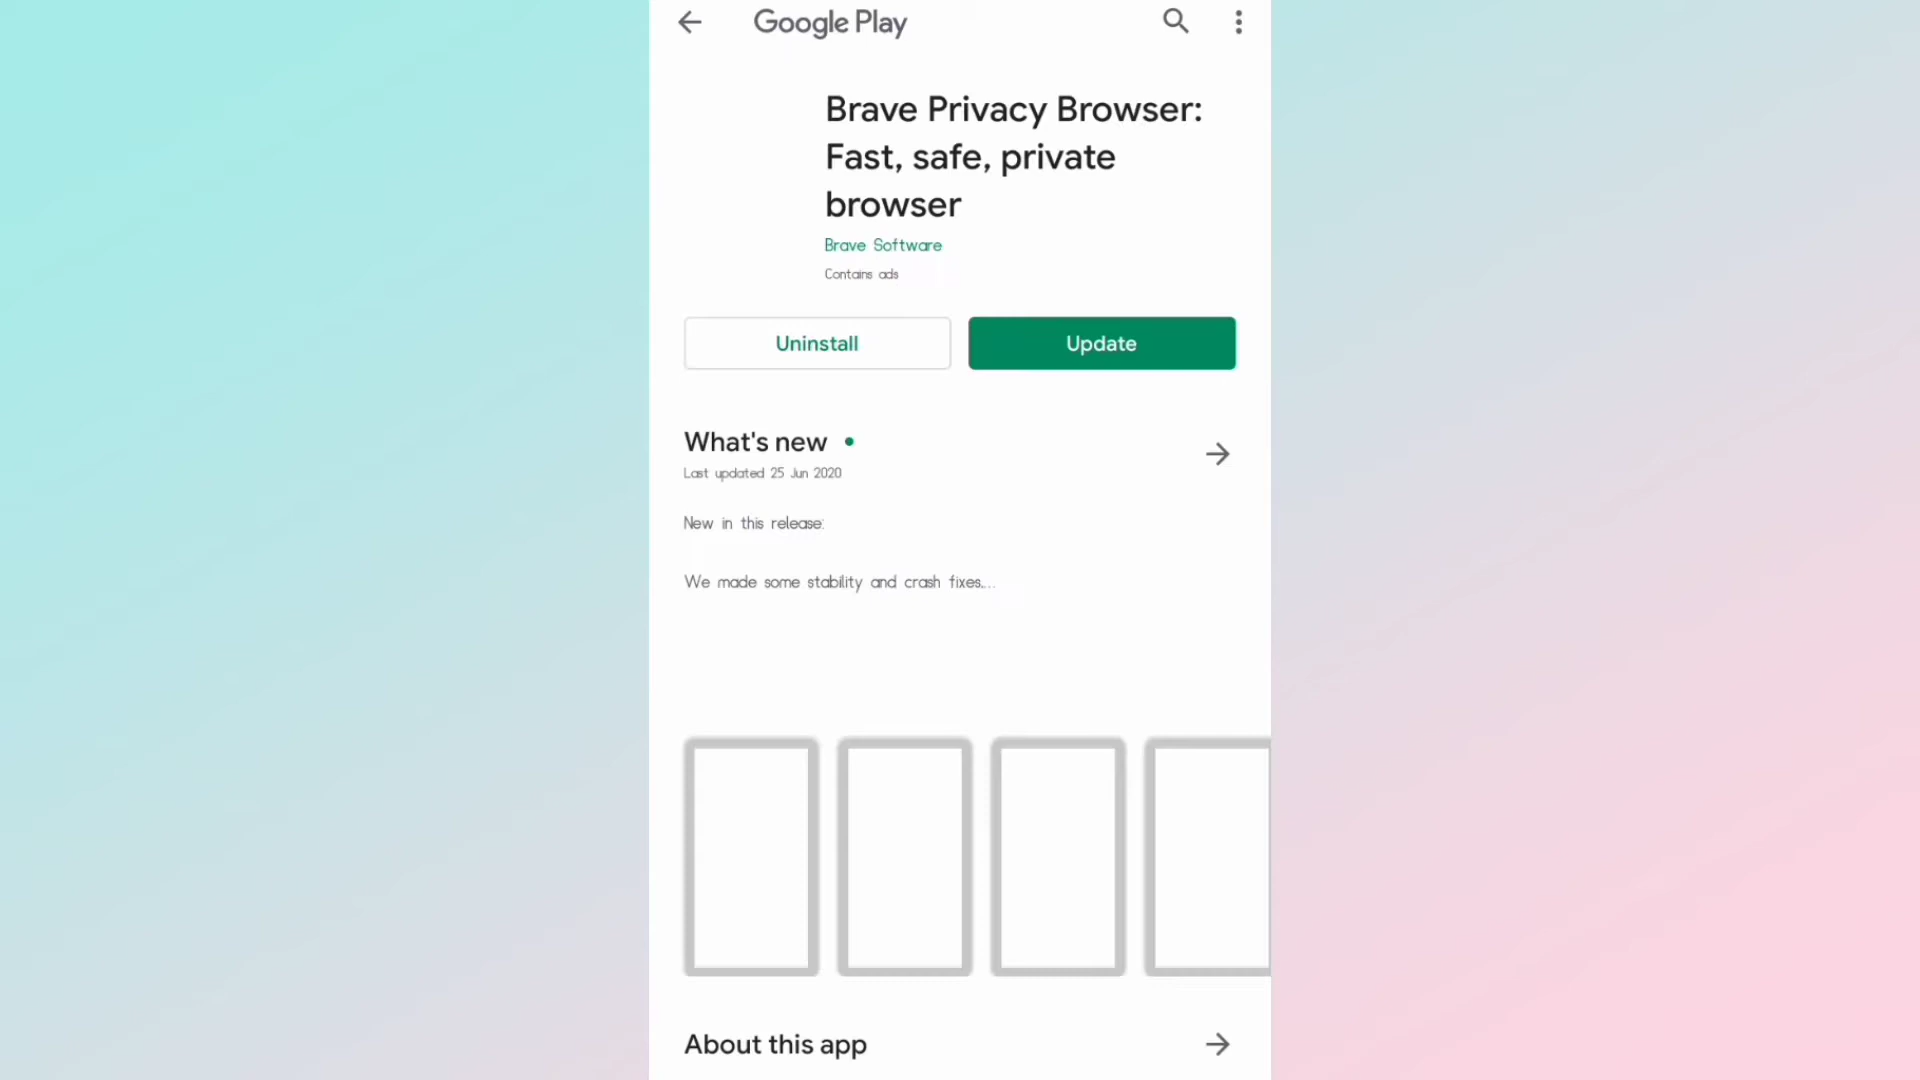 Google Play
Brave Privacy Browser:
Fast, safe, private
browser
Brave Software
Contains ads
Uninstall
Update
What's new
Last updated 25 Jun 2020
New in this release:
We made some stability and crash fixes....
About this app